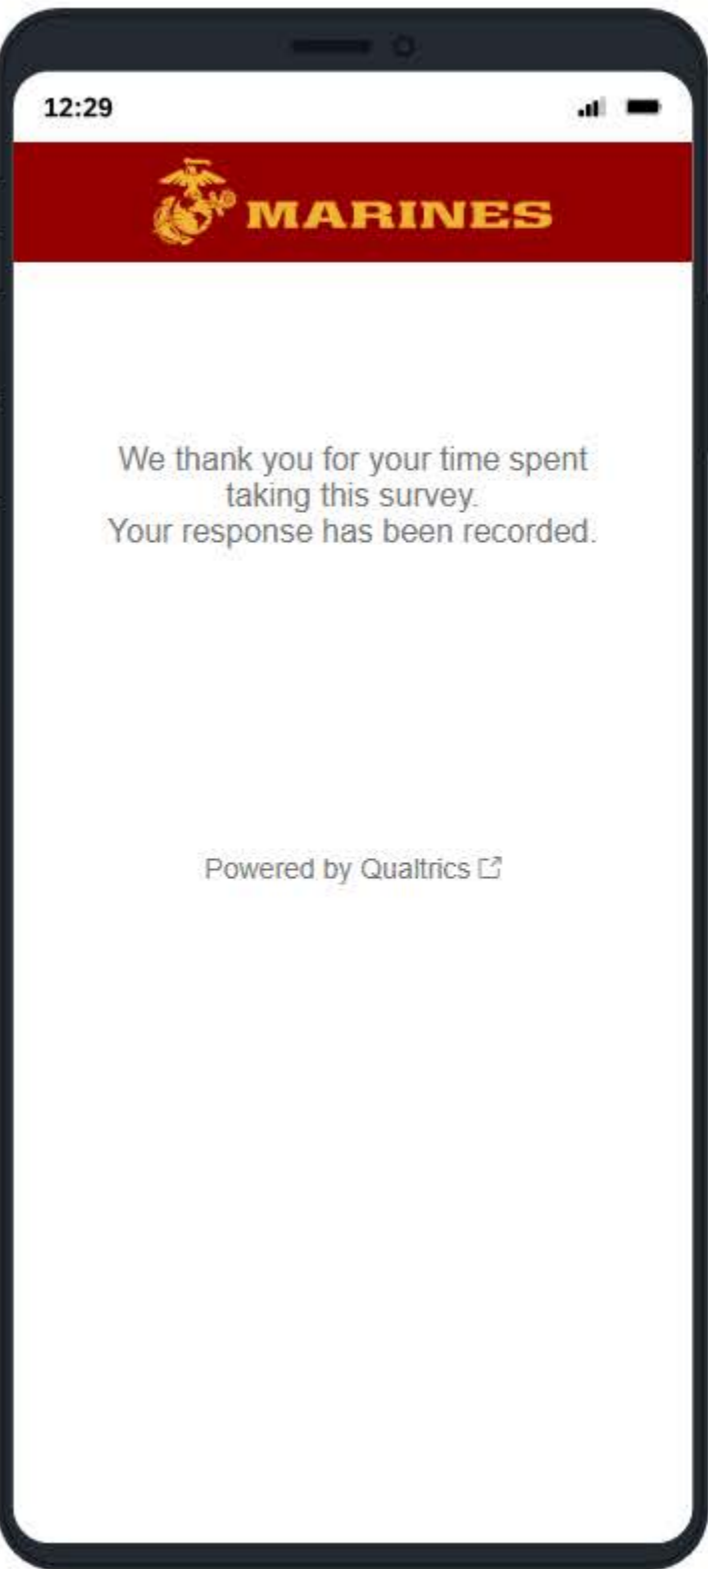 12:29
MARINES
We thank you for your time spent
taking this survey.
Your response has been recorded.
Powered by Qualtrics